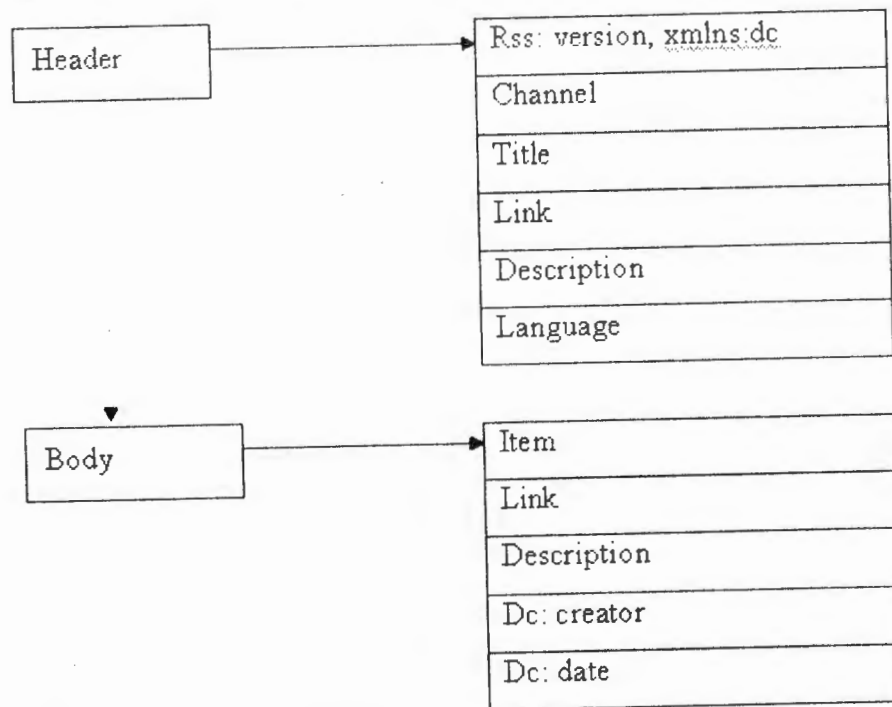 Header
Rss: version, xmlns:dc
Channel
Title
Link
Description
Language
Body
Item
Link
Description
Dc: creator
Dc: date